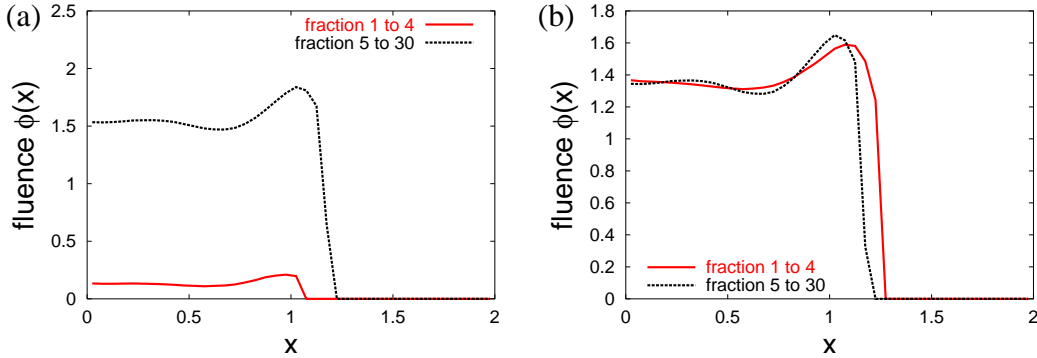 (a)
fraction 1 to 4
fraction 5 to 30
fluence ϕ(x)
2.5
2
1.5
1
0.5
0
0 0.5 1 1.5 2
x
(b)
fluence ϕ(x)
1.8
1.6
1.4
1.2
1
0.8
0.6
0.4
0.2
0
fraction 1 to 4
fraction 5 to 30
0 0.5 1 1.5 2
x